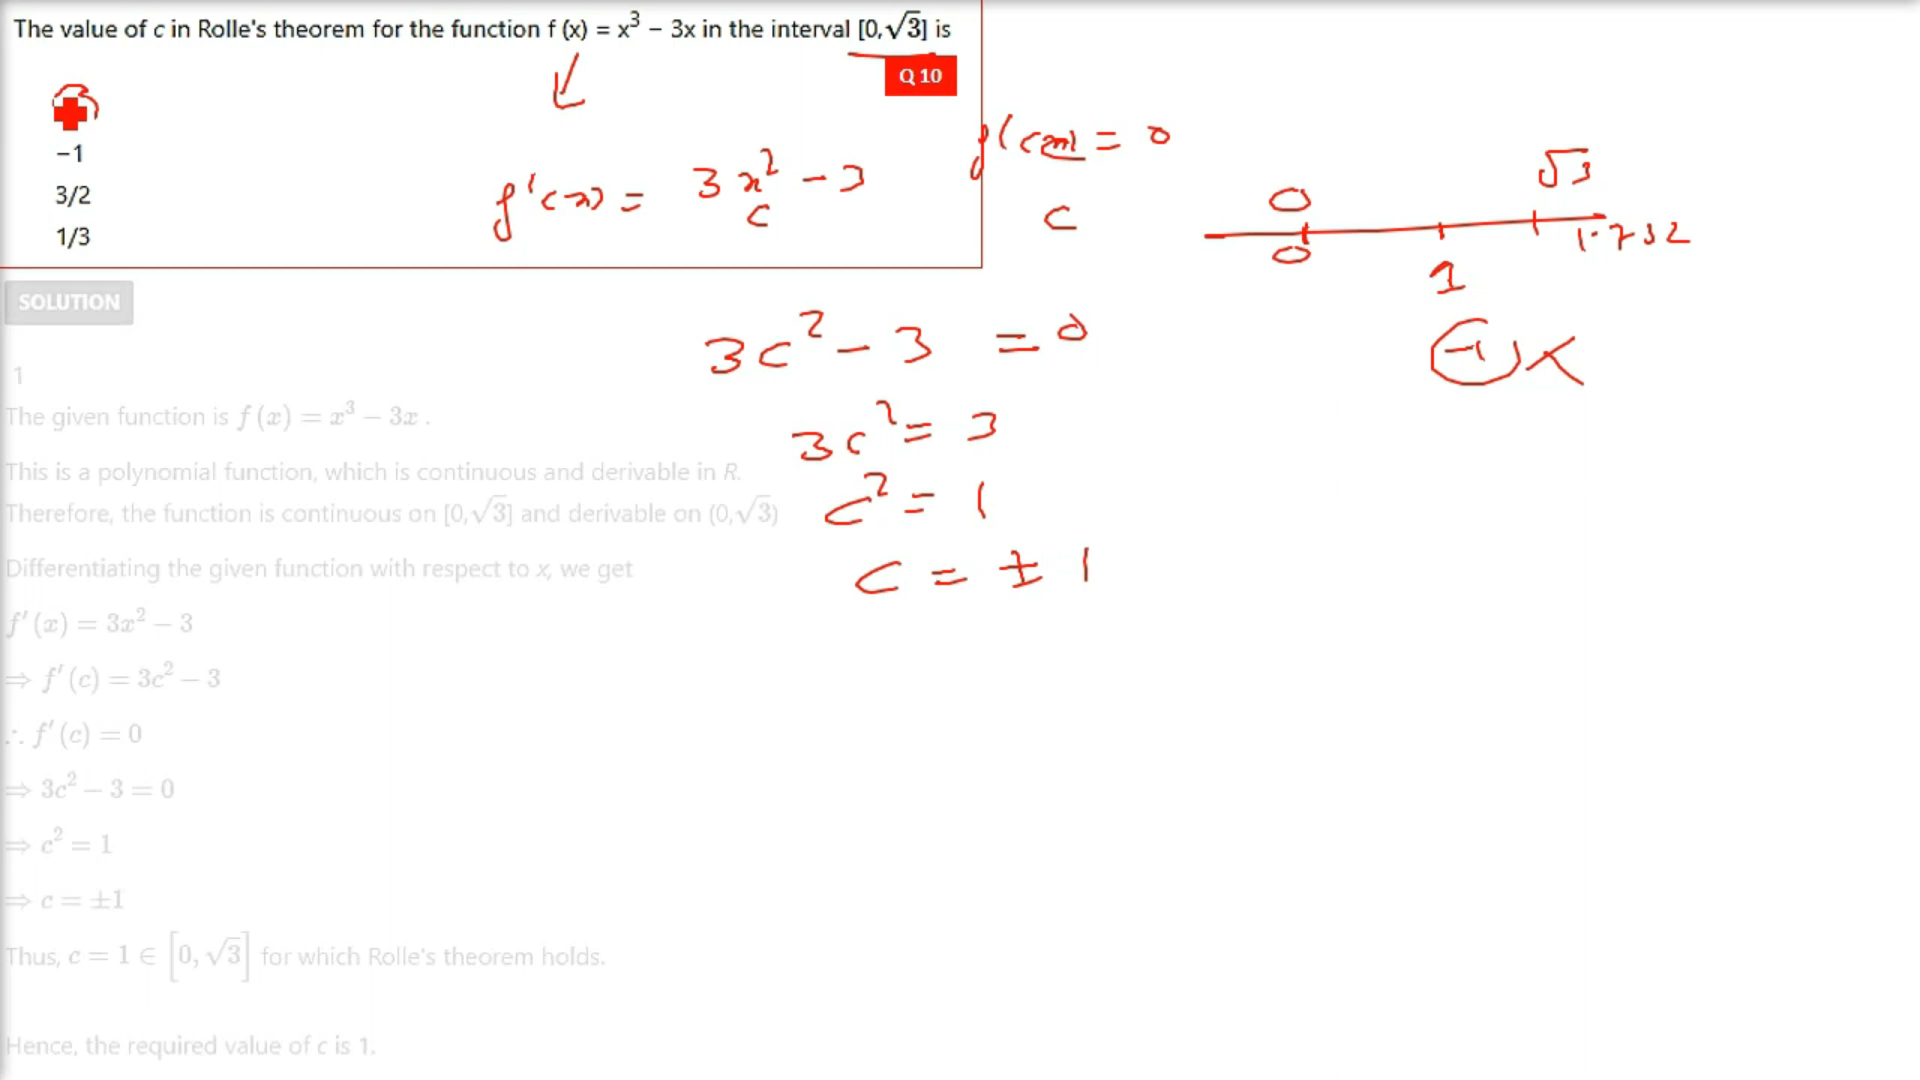 The value of c in Rolle's theorem for the function f (x) = x³ − 3x in the interval [0,√3] is
Q 10
−1
3/2
1/3
f'(x) = 3x² − 3
c
f'(x) = 0
c
0
√3
0
1
1.732
-1 ×
3c² − 3 = 0
3c² = 3
c² = 1
c = ± 1
SOLUTION
1
The given function is f (x) = x³ − 3x .
This is a polynomial function, which is continuous and derivable in R.
Therefore, the function is continuous on [0,√3] and derivable on (0,√3)
Differentiating the given function with respect to x, we get
f′ (x) = 3x² − 3
⇒ f′ (c) = 3c² − 3
∴ f′ (c) = 0
⇒ 3c² − 3 = 0
⇒ c² = 1
⇒ c = ±1
Thus, c = 1 ∈ [0, √3] for which Rolle's theorem holds.
Hence, the required value of c is 1.